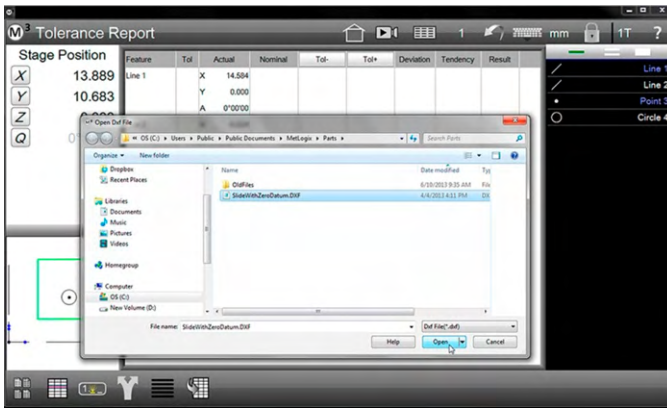 M³ Tolerance Report
1
mm
1T
?
Stage Position
X 13.889
Y 10.683
Z
Q
Feature Tol Actual Nominal Tol- Tol+ Deviation Tendency Result
Line 1 X 14.584
Y 0.000
A 0°00'00
Line 1
Line 2
Point 3
Circle 4
Open Dxf File
« OS (C:) ▸ Users ▸ Public ▸ Public Documents ▸ MetLogix ▸ Parts ▸
Search Parts
Organize New folder
Dropbox
Recent Places
Libraries
Documents
Music
Pictures
Videos
Homegroup
Computer
OS (C:)
New Volume (D:)
Name Date modified Typ
OldFiles 6/10/2013 9:35 AM File
SlideWithZeroDatum.DXF 4/4/2013 4:11 PM DX
File name: SlideWithZeroDatum.DXF
Dxf File(*.dxf)
Help Open Cancel